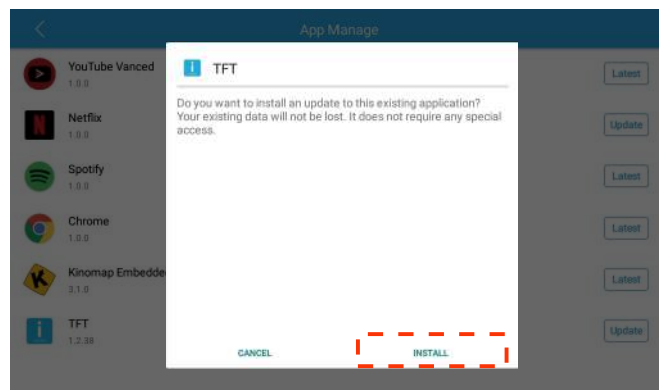 App Manage
YouTube Vanced
1.0.0
Latest
Netflix
1.0.0
Update
Spotify
1.0.0
Latest
Chrome
1.0.0
Latest
Kinomap Embedde
3.1.0
Latest
TFT
1.2.38
Update
TFT
Do you want to install an update to this existing application?
Your existing data will not be lost. It does not require any special
access.
CANCEL
INSTALL